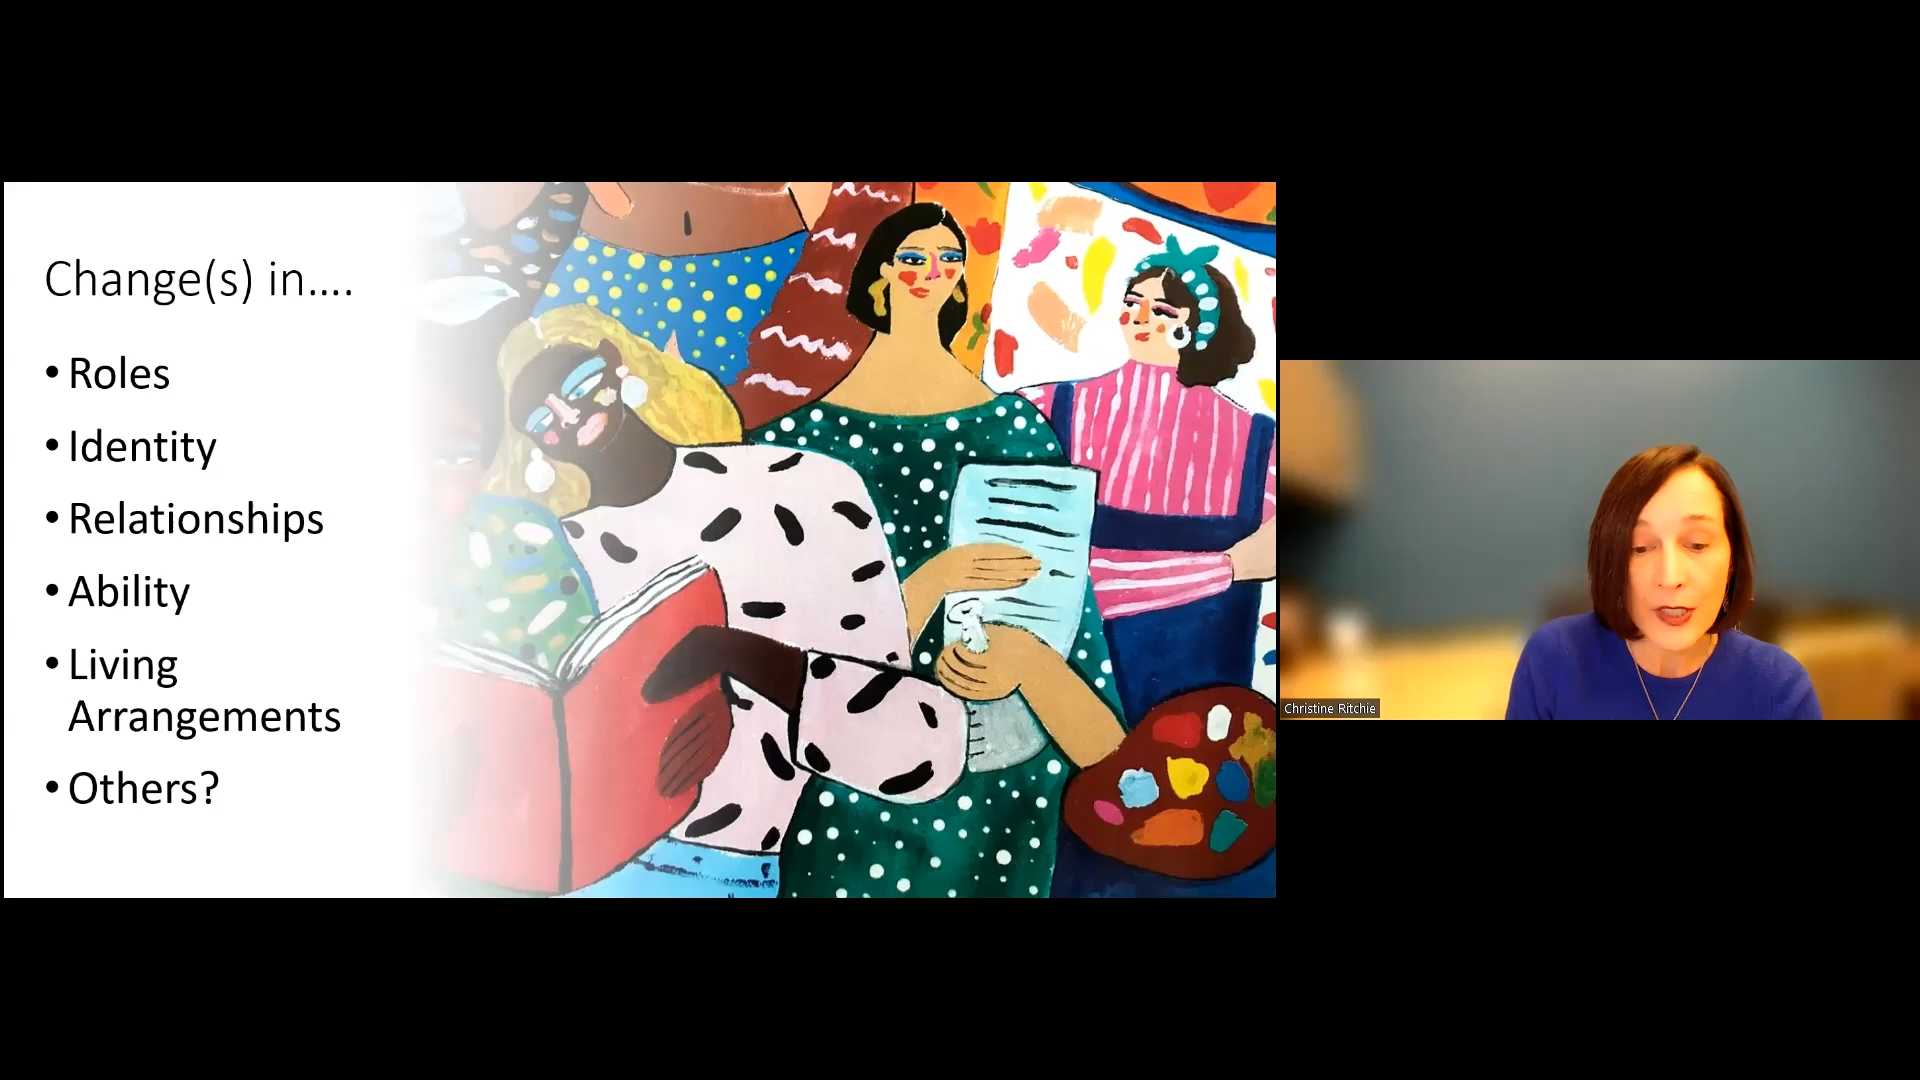 Change(s) in....
• Roles
• Identity
• Relationships
• Ability
• Living
Arrangements
• Others?
Christine Ritchie